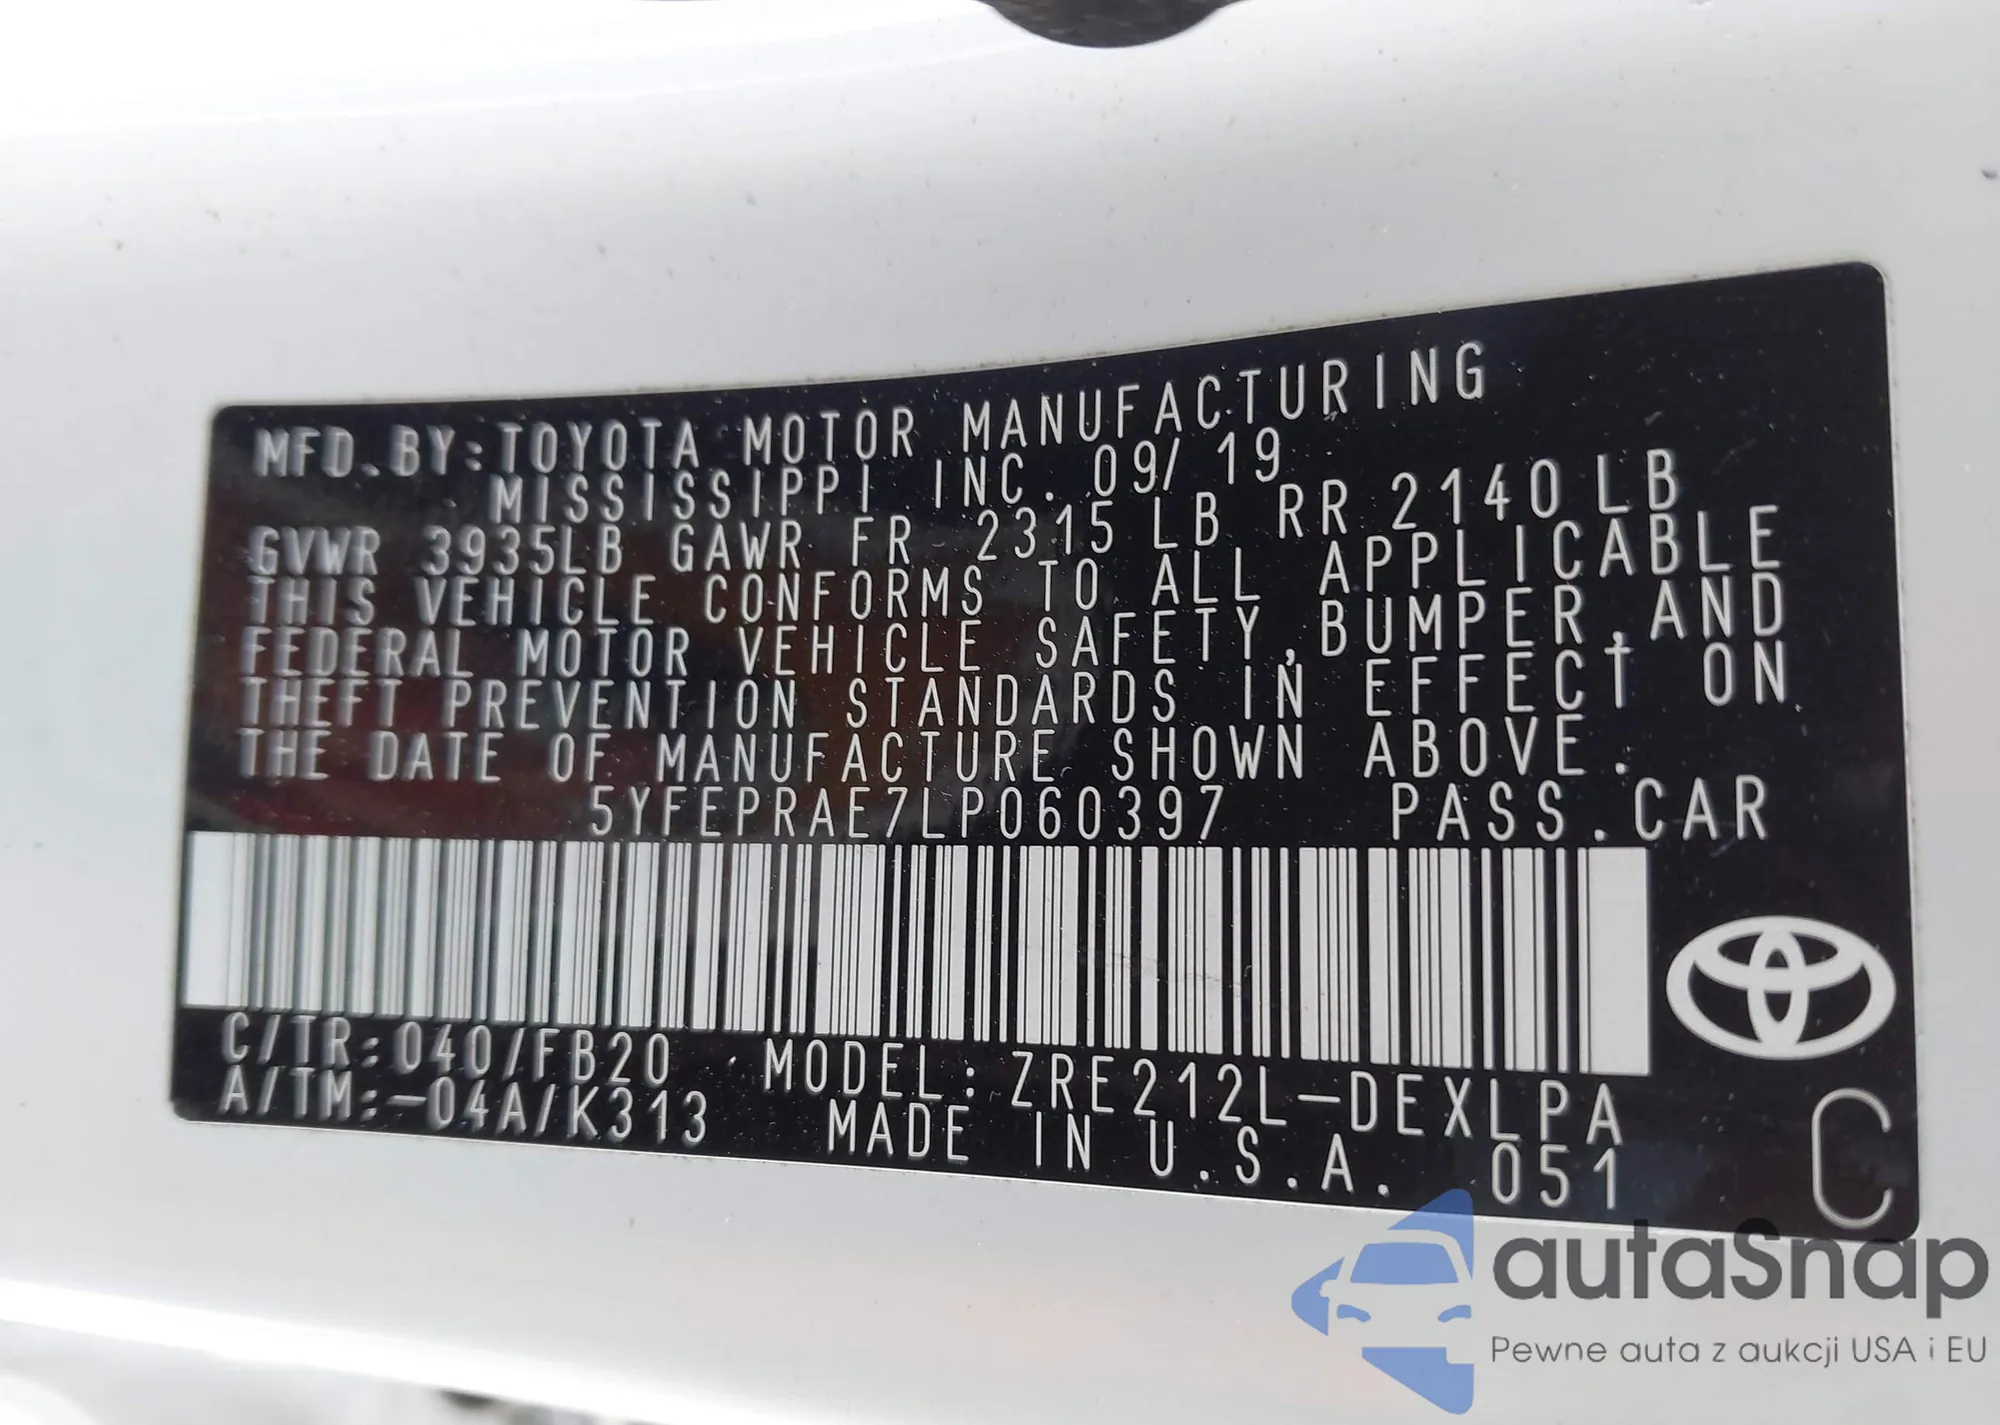 MFD. BY: TOYOTA MOTOR MANUFACTURING
MISSISSIPPI INC. 09/19
GVWR 3935LB GAWR FR 2315 LB RR 2140 LB
THIS VEHICLE CONFORMS TO ALL APPLICABLE
FEDERAL MOTOR VEHICLE SAFETY, BUMPER, AND
THEFT PREVENTION STANDARDS IN EFFECT ON
THE DATE OF MANUFACTURE SHOWN ABOVE.
5YFEPRAE7LP060397 PASS. CAR
C/TR: 040/FB20 MODEL: ZRE212L-DEXLPA
A/TM: -04A/K313 MADE IN U.S.A. 051
C
autaSnap
Pewne auta z aukcji USA i EU